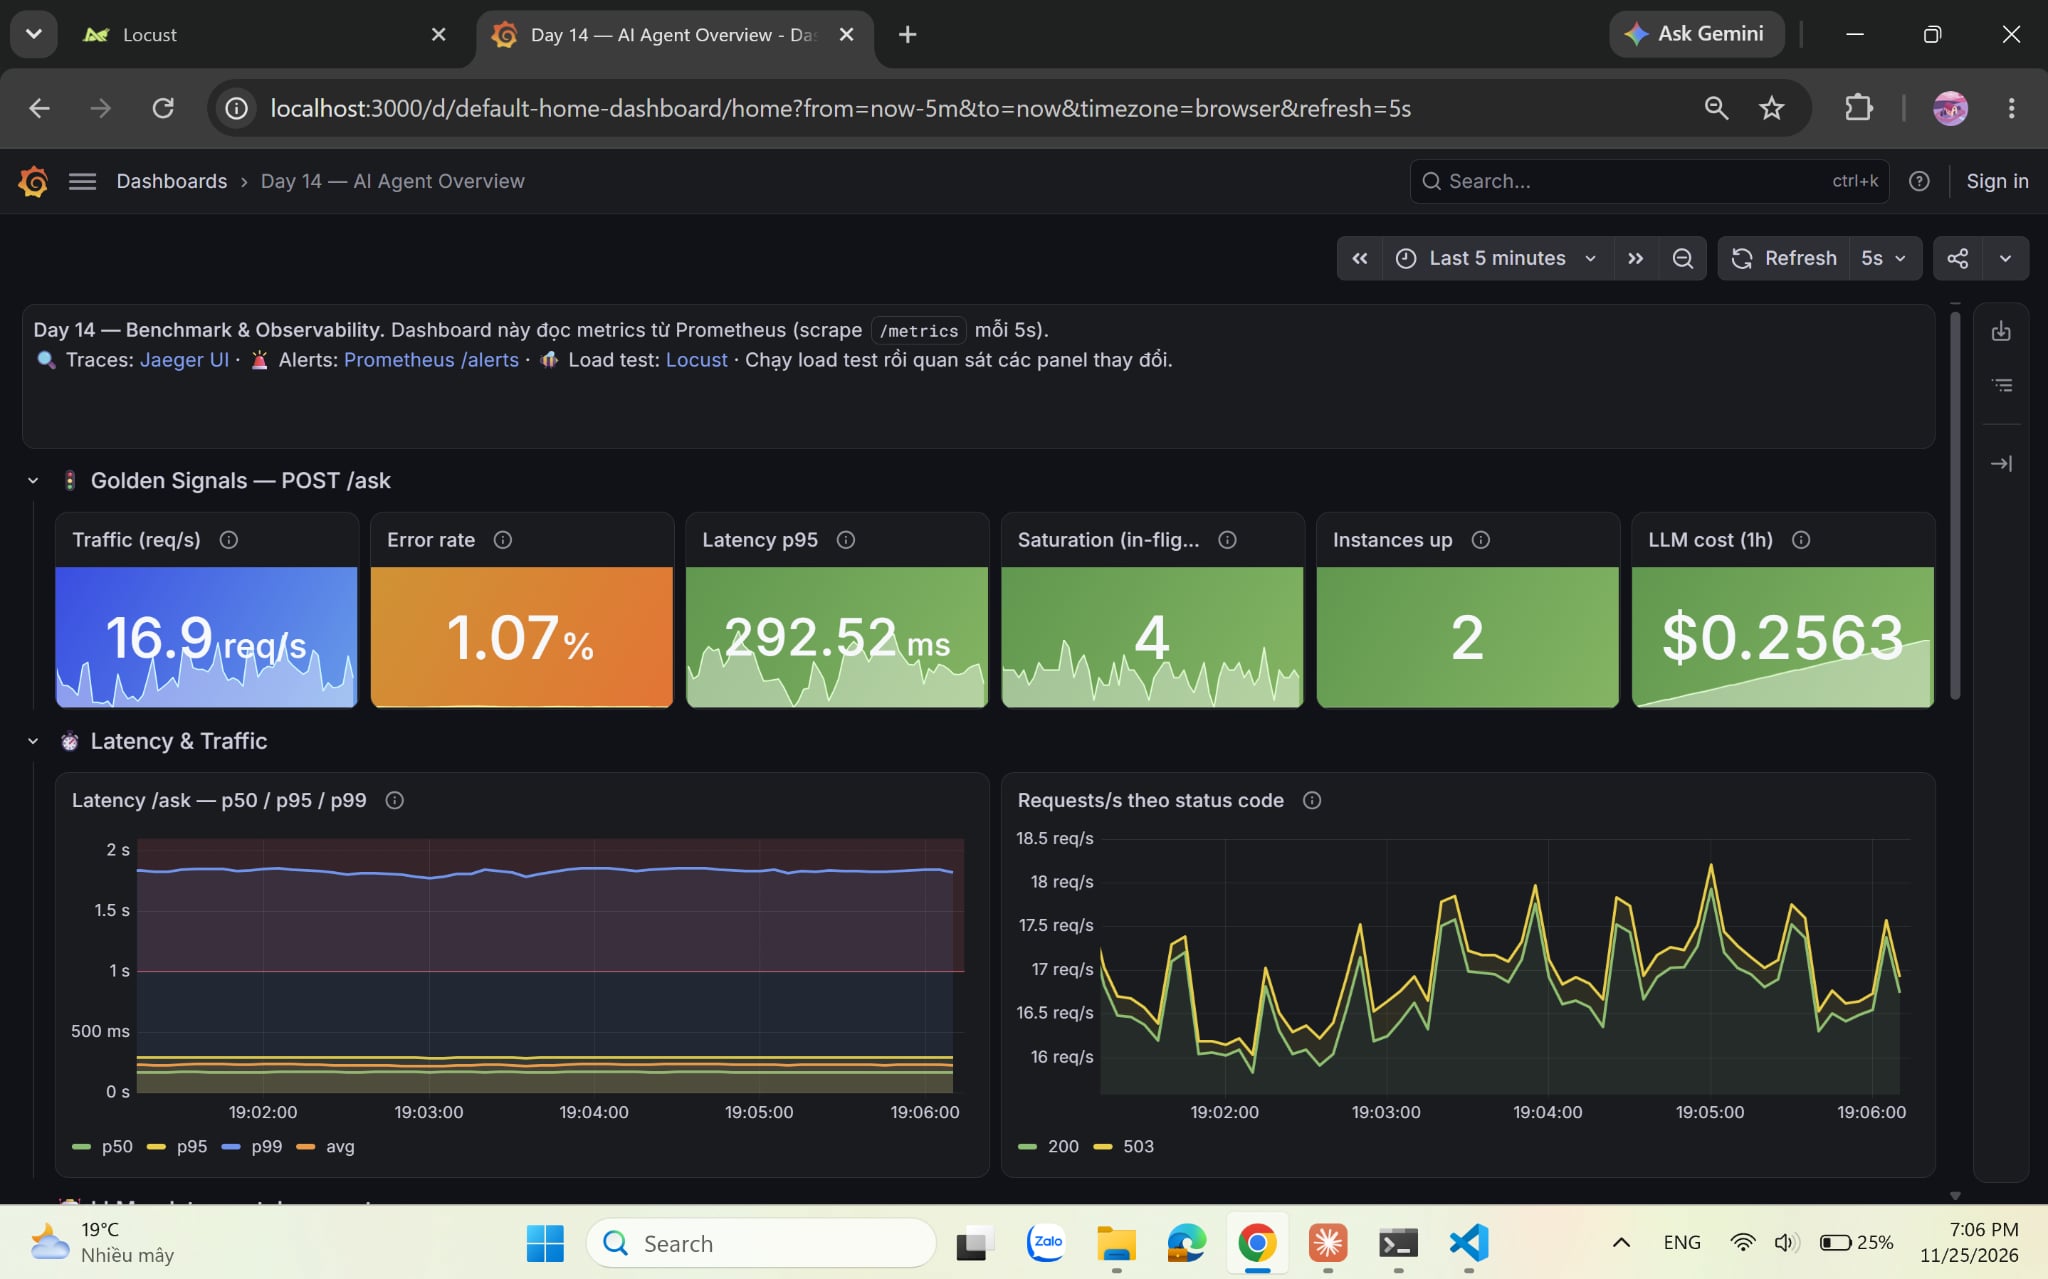 Locust
Day 14 — AI Agent Overview - Da
Ask Gemini
localhost:3000/d/default-home-dashboard/home?from=now-5m&to=now&timezone=browser&refresh=5s
Dashboards › Day 14 — AI Agent Overview
Search...
ctrl+k
Sign in
Last 5 minutes
Refresh
5s
Day 14 — Benchmark & Observability. Dashboard này đọc metrics từ Prometheus (scrape /metrics mỗi 5s).
Traces: Jaeger UI · Alerts: Prometheus /alerts · Load test: Locust · Chạy load test rồi quan sát các panel thay đổi.
Golden Signals — POST /ask
Traffic (req/s)
16.9 req/s
Error rate
1.07%
Latency p95
292.52 ms
Saturation (in-flig...
4
Instances up
2
LLM cost (1h)
$0.2563
Latency & Traffic
Latency /ask — p50 / p95 / p99
2 s
1.5 s
1 s
500 ms
0 s
19:02:00 19:03:00 19:04:00 19:05:00 19:06:00
p50 p95 p99 avg
Requests/s theo status code
18.5 req/s
18 req/s
17.5 req/s
17 req/s
16.5 req/s
16 req/s
19:02:00 19:03:00 19:04:00 19:05:00 19:06:00
200 503
19°C
Nhiều mây
Search
Zalo
ENG
25%
7:06 PM
11/25/2026